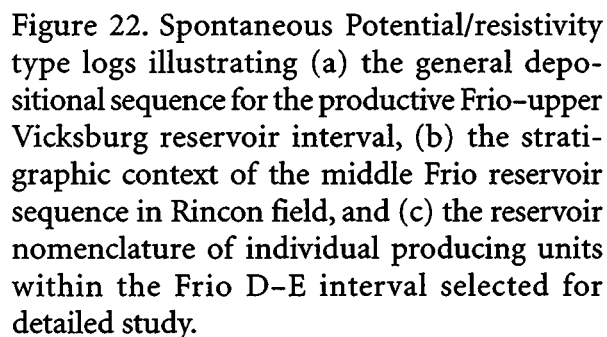 Figure 22. Spontaneous Potential/resistivity
type logs illustrating (a) the general depo-
sitional sequence for the productive Frio–upper
Vicksburg reservoir interval, (b) the strati-
graphic context of the middle Frio reservoir
sequence in Rincon field, and (c) the reservoir
nomenclature of individual producing units
within the Frio D–E interval selected for
detailed study.